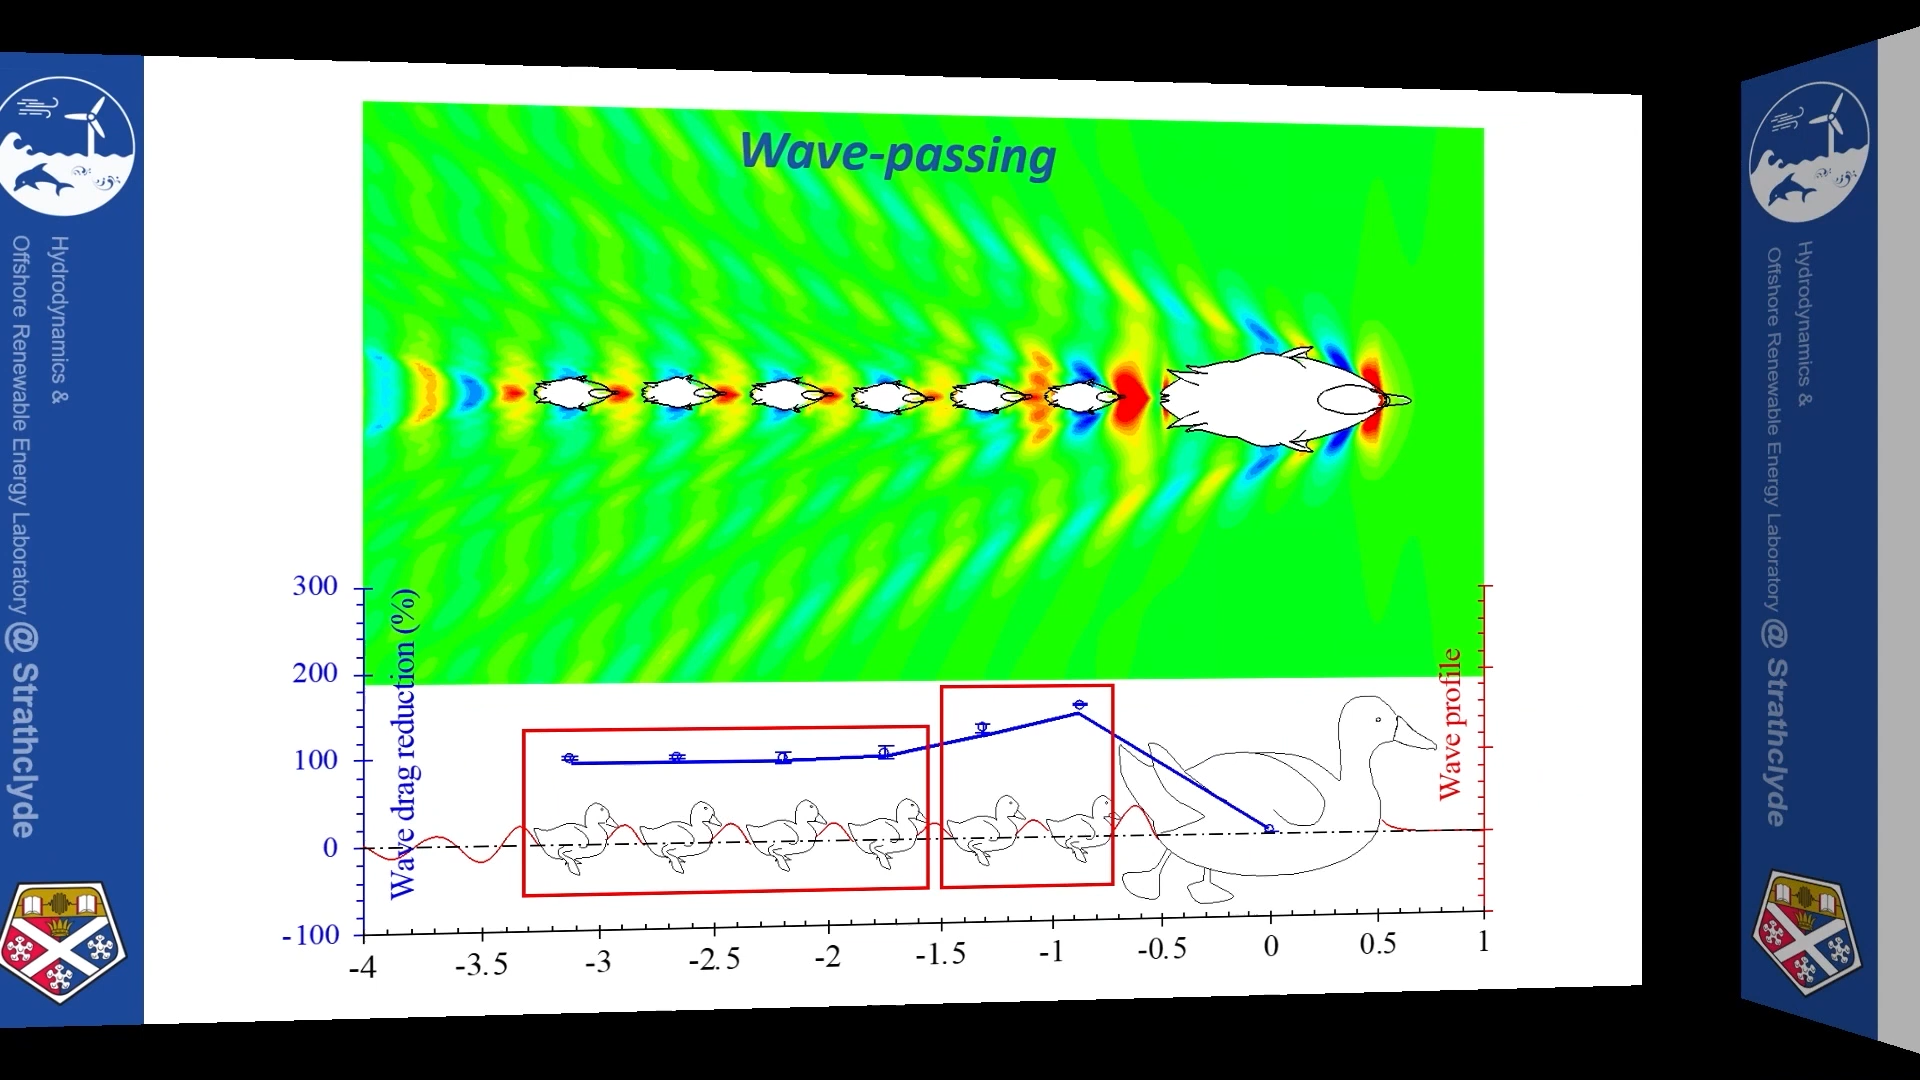 Hydrodynamics &
Offshore Renewable Energy Laboratory @ Strathclyde
Wave-passing
Wave drag reduction (%)
300
200
100
0
-100
-4 -3.5 -3 -2.5 -2 -1.5 -1 -0.5 0 0.5 1
Wave profile
Hydrodynamics &
Offshore Renewable Energy Laboratory @ Strathclyde